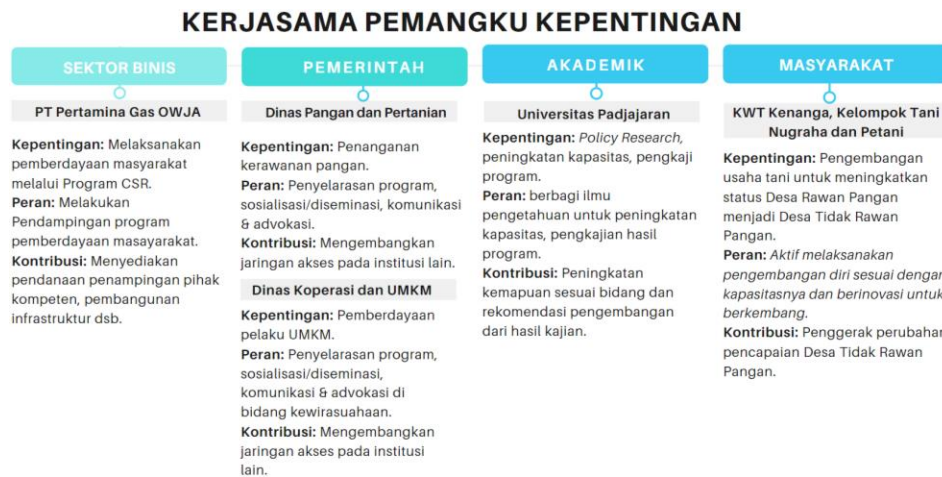 KERJASAMA PEMANGKU KEPENTINGAN
SEKTOR BINIS
PT Pertamina Gas OWJA
Kepentingan: Melaksanakan
pemberdayaan masyarakat
melalui Program CSR.
Peran: Melakukan
Pendampingan program
pemberdayaan masayarakat.
Kontribusi: Menyediakan
pendanaan penampingan pihak
kompeten, pembangunan
infrastruktur dsb.
PEMERINTAH
Dinas Pangan dan Pertanian
Kepentingan: Penanganan
kerawanan pangan.
Peran: Penyelarasan program,
sosialisasi/diseminasi, komunikasi
& advokasi.
Kontribusi: Mengembangkan
jaringan akses pada institusi lain.
Dinas Koperasi dan UMKM
Kepentingan: Pemberdayaan
pelaku UMKM.
Peran: Penyelarasan program,
sosialisasi/diseminasi,
komunikasi & advokasi di
bidang kewirasuahaan.
Kontribusi: Mengembangkan
jaringan akses pada institusi
lain.
AKADEMIK
Universitas Padjajaran
Kepentingan: Policy Research,
peningkatan kapasitas, pengkaji
program.
Peran: berbagi ilmu
pengetahuan untuk peningkatan
kapasitas, pengkajian hasil
program.
Kontribusi: Peningkatan
kemapuan sesuai bidang dan
rekomendasi pengembangan
dari hasil kajian.
MASYARAKAT
KWT Kenanga, Kelompok Tani
Nugraha dan Petani
Kepentingan: Pengembangan
usaha tani untuk meningkatkan
status Desa Rawan Pangan
menjadi Desa Tidak Rawan
Pangan.
Peran: Aktif melaksanakan
pengembangan diri sesuai dengan
kapasitasnya dan berinovasi untuk
berkembang.
Kontribusi: Penggerak perubahan
pencapaian Desa Tidak Rawan
Pangan.